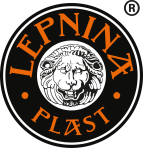 ®
LEPNINA
· PLAST ·